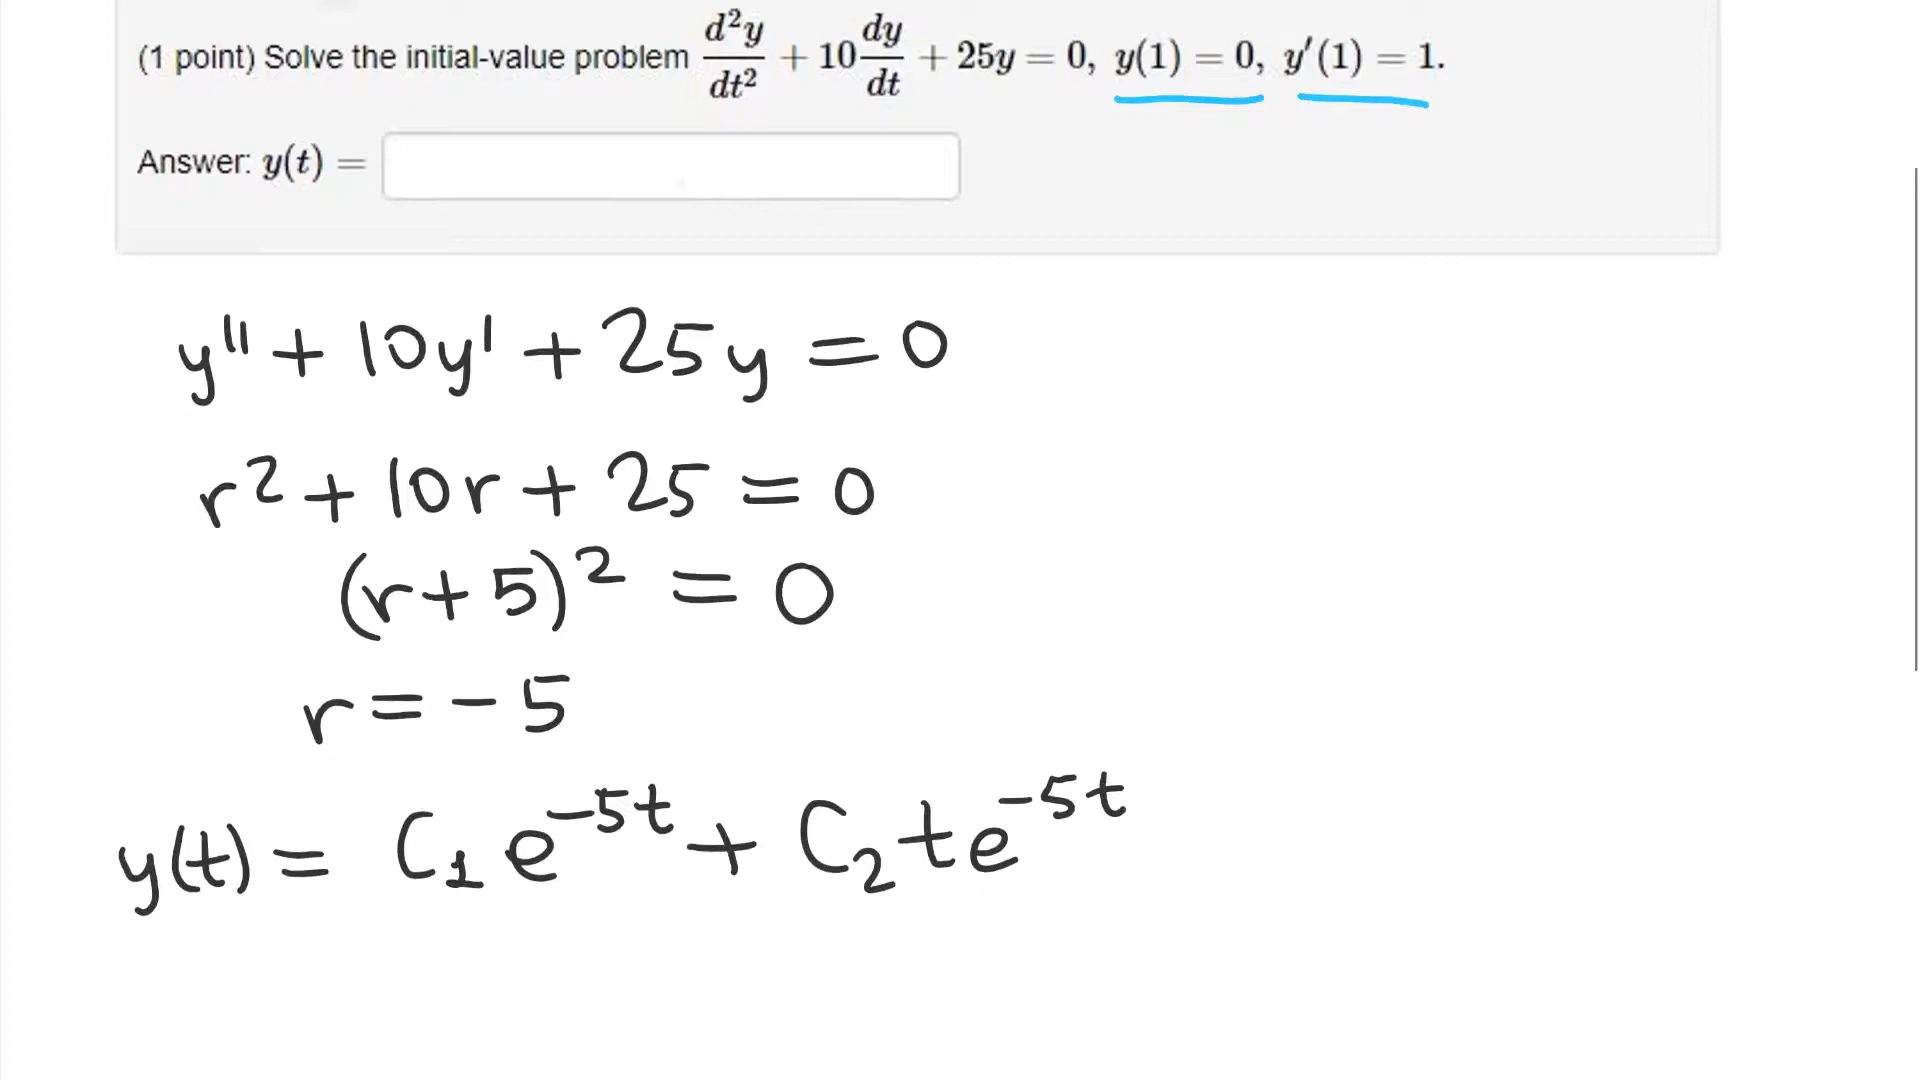 (1 point) Solve the initial-value problem d²y/dt² + 10 dy/dt + 25y = 0, y(1) = 0, y′(1) = 1.
Answer: y(t) =
y'' + 10y' + 25y = 0
r² + 10r + 25 = 0
(r+5)² = 0
r = -5
y(t) = C₁e^{-5t} + C₂te^{-5t}